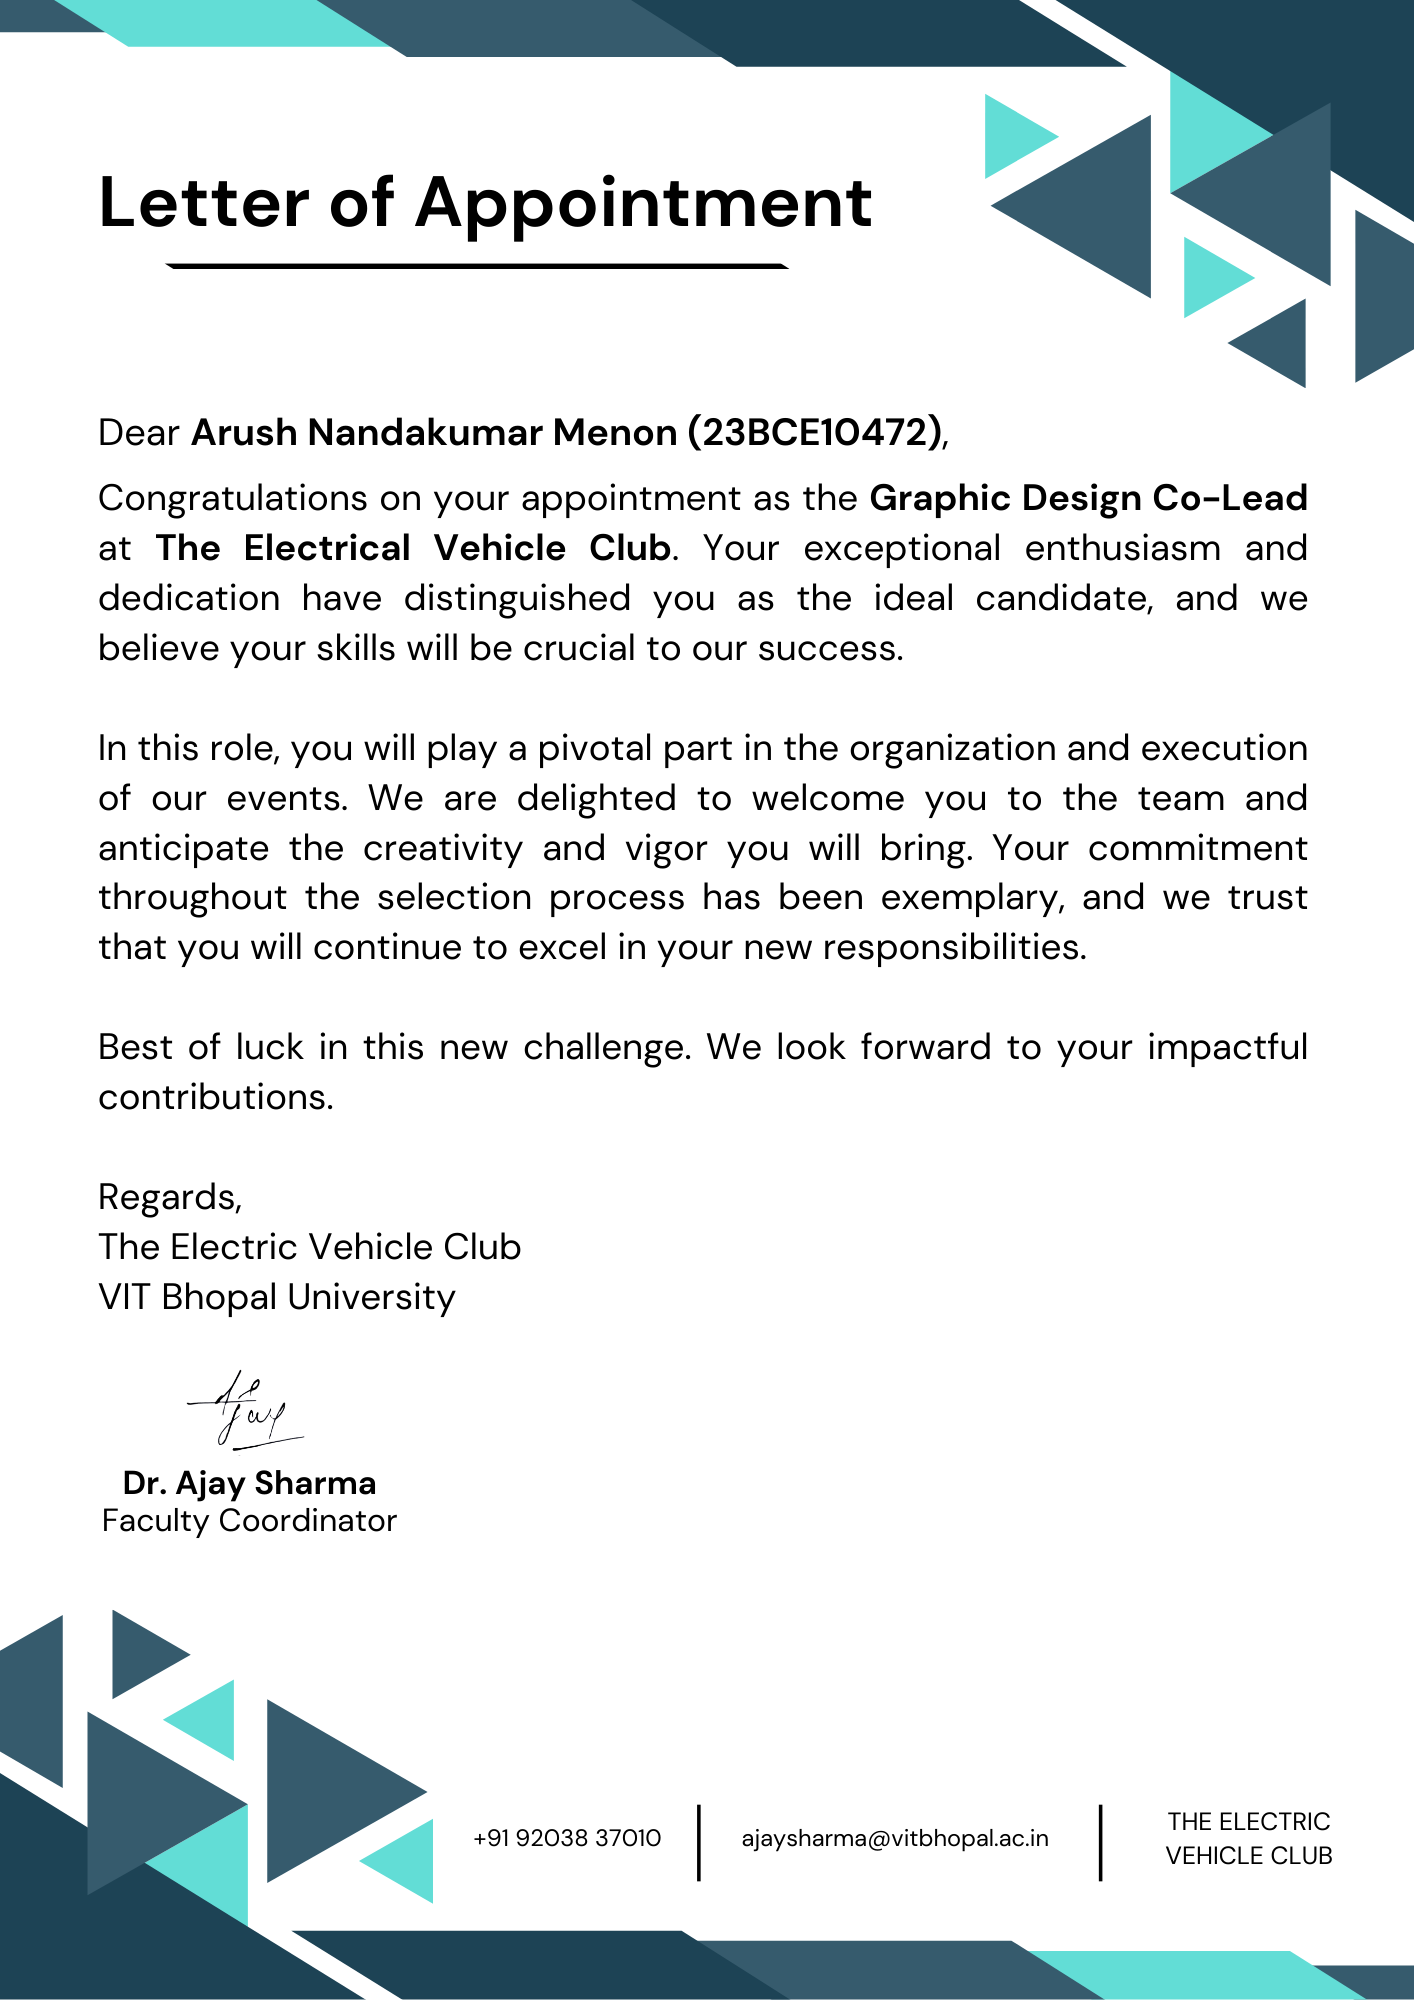 Letter of Appointment
Dear Arush Nandakumar Menon (23BCE10472),
Congratulations on your appointment as the Graphic Design Co-Lead
at The Electrical Vehicle Club. Your exceptional enthusiasm and
dedication have distinguished you as the ideal candidate, and we
believe your skills will be crucial to our success.
In this role, you will play a pivotal part in the organization and execution
of our events. We are delighted to welcome you to the team and
anticipate the creativity and vigor you will bring. Your commitment
throughout the selection process has been exemplary, and we trust
that you will continue to excel in your new responsibilities.
Best of luck in this new challenge. We look forward to your impactful
contributions.
Regards,
The Electric Vehicle Club
VIT Bhopal University
Dr. Ajay Sharma
Faculty Coordinator
+91 92038 37010
ajaysharma@vitbhopal.ac.in
THE ELECTRIC
VEHICLE CLUB